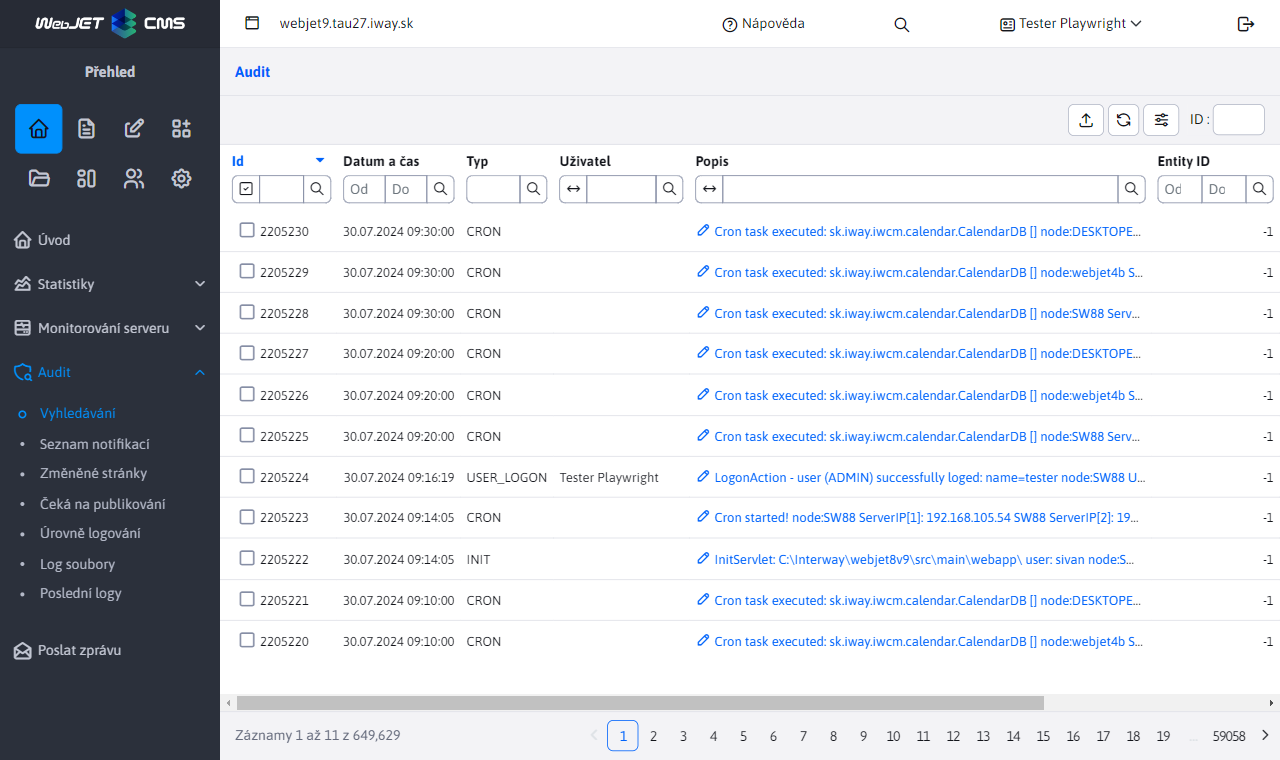 WebJET CMS
webjet9.tau27.iway.sk
Nápověda
Tester Playwright
Přehled
Úvod
Statistiky
Monitorování serveru
Audit
Vyhledávání
Seznam notifikací
Změněné stránky
Čeká na publikování
Úrovně logování
Log soubory
Poslední logy
Poslat zprávu
Audit
ID :
Id Datum a čas Typ Uživatel Popis Entity ID
Od Do Od Do
2205230 30.07.2024 09:30:00 CRON Cron task executed: sk.iway.iwcm.calendar.CalendarDB [] node:DESKTOPE... -1
2205229 30.07.2024 09:30:00 CRON Cron task executed: sk.iway.iwcm.calendar.CalendarDB [] node:webjet4b S... -1
2205228 30.07.2024 09:30:00 CRON Cron task executed: sk.iway.iwcm.calendar.CalendarDB [] node:SW88 Serv... -1
2205227 30.07.2024 09:20:00 CRON Cron task executed: sk.iway.iwcm.calendar.CalendarDB [] node:DESKTOPE... -1
2205226 30.07.2024 09:20:00 CRON Cron task executed: sk.iway.iwcm.calendar.CalendarDB [] node:webjet4b S... -1
2205225 30.07.2024 09:20:00 CRON Cron task executed: sk.iway.iwcm.calendar.CalendarDB [] node:SW88 Serv... -1
2205224 30.07.2024 09:16:19 USER_LOGON Tester Playwright LogonAction - user (ADMIN) successfully loged: name=tester node:SW88 U... -1
2205223 30.07.2024 09:14:05 CRON Cron started! node:SW88 ServerIP[1]: 192.168.105.54 SW88 ServerIP[2]: 19... -1
2205222 30.07.2024 09:14:05 INIT InitServlet: C:\Interway\webjet8v9\src\main\webapp\ user: sivan node:S... -1
2205221 30.07.2024 09:10:00 CRON Cron task executed: sk.iway.iwcm.calendar.CalendarDB [] node:DESKTOPE... -1
2205220 30.07.2024 09:10:00 CRON Cron task executed: sk.iway.iwcm.calendar.CalendarDB [] node:webjet4b S... -1
Záznamy 1 až 11 z 649,629
1 2 3 4 5 6 7 8 9 10 11 12 13 14 15 16 17 18 19 ... 59058